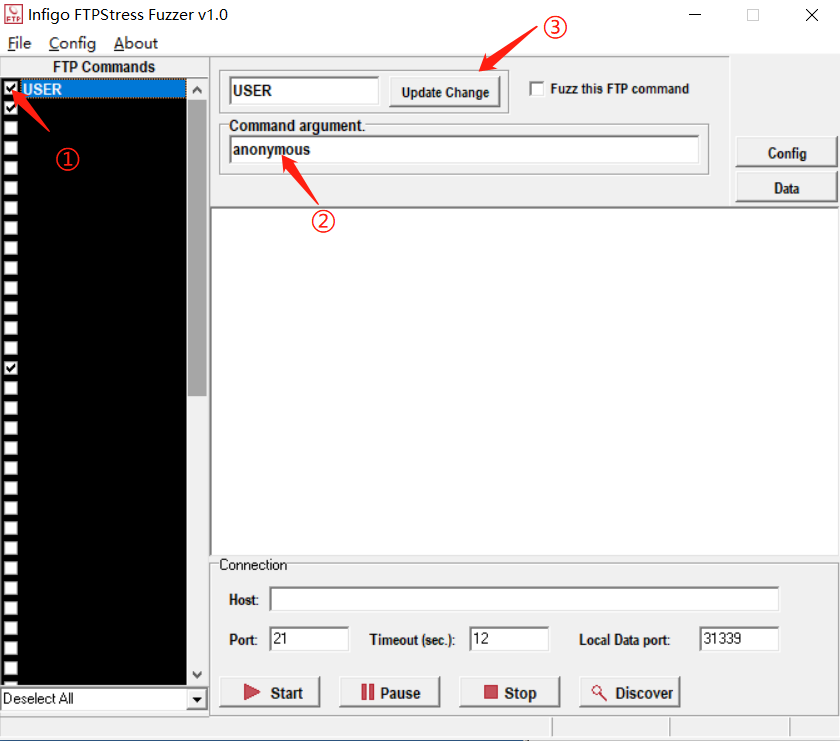 FTP Infigo FTPStress Fuzzer v1.0
File Config About
FTP Commands
USER
①
USER
Update Change
③
Fuzz this FTP command
Command argument.
anonymous
②
Config
Data
Connection
Host:
Port: 21 Timeout (sec.): 12 Local Data port: 31339
Deselect All
Start Pause Stop Discover